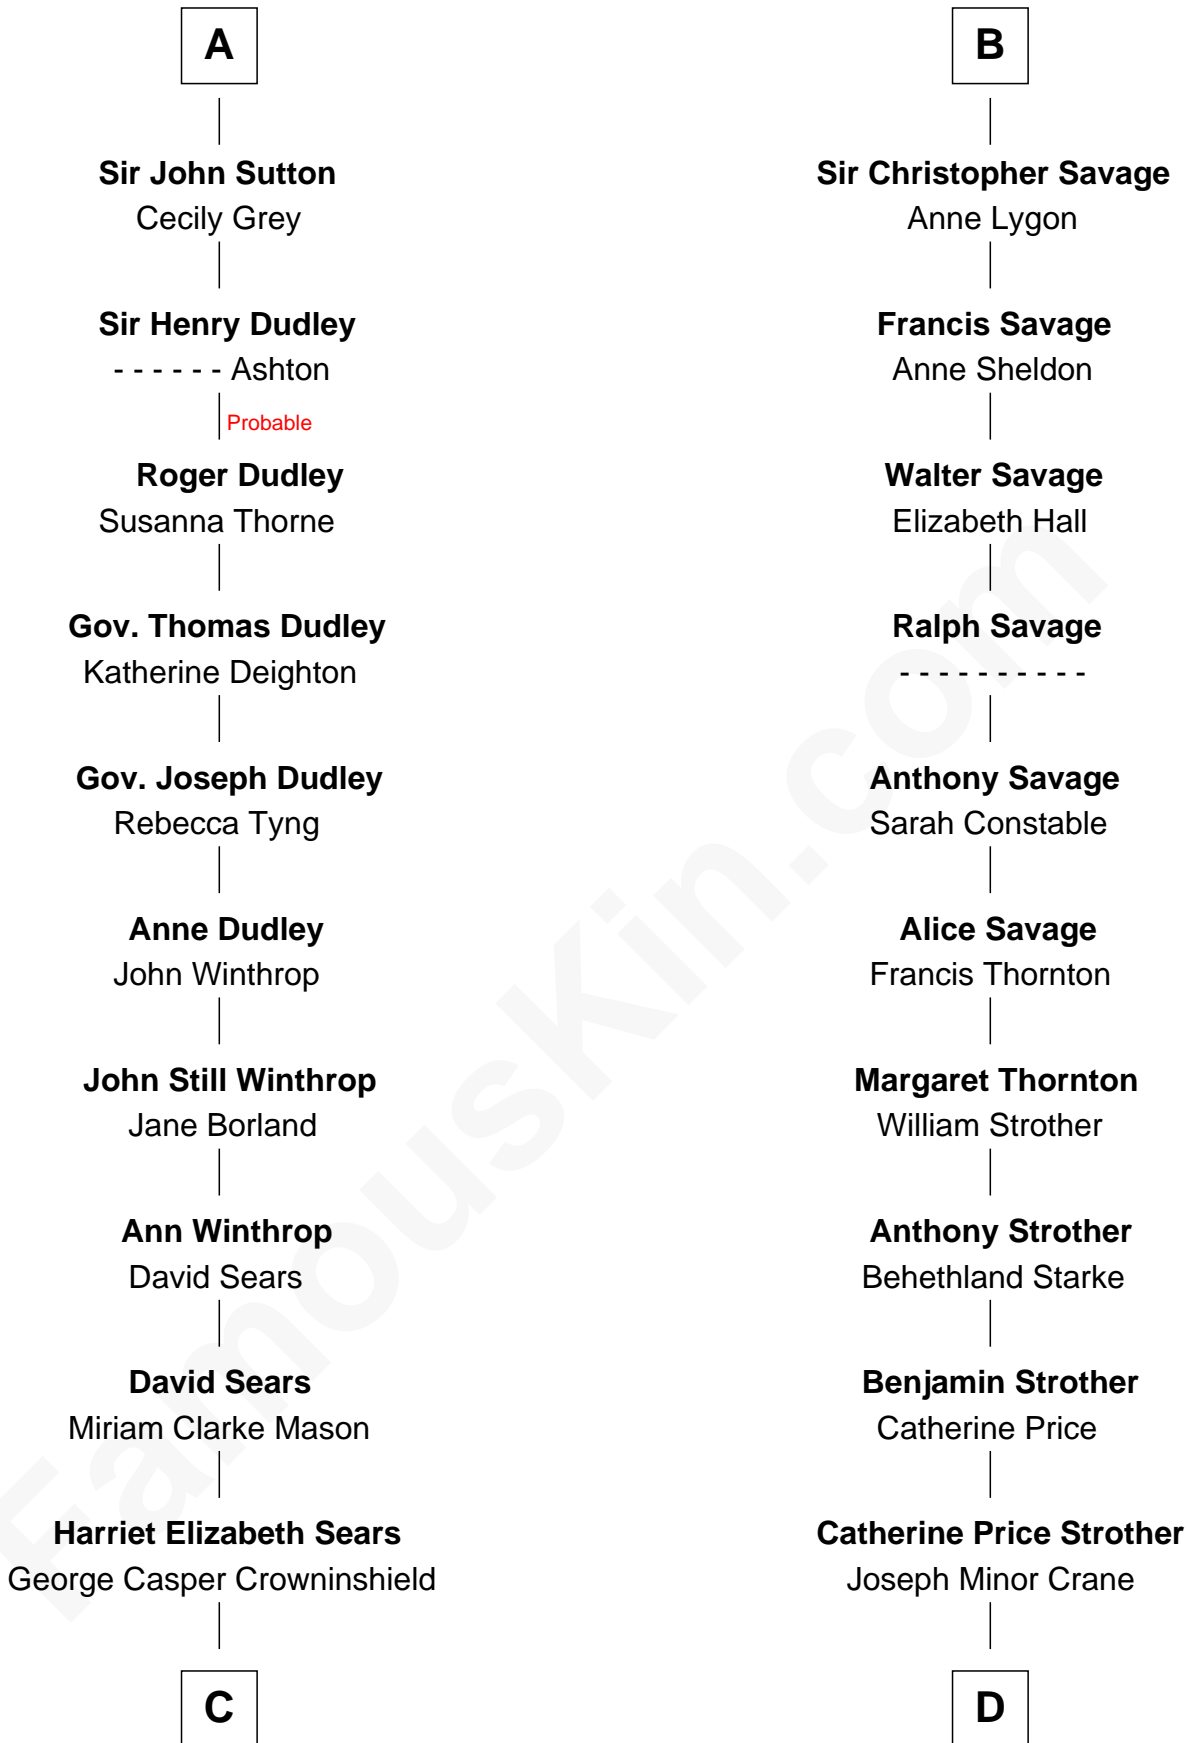 A
Sir John Sutton
Cecily Grey
Sir Henry Dudley
- - - - - - Ashton
Probable
Roger Dudley
Susanna Thorne
Gov. Thomas Dudley
Katherine Deighton
Gov. Joseph Dudley
Rebecca Tyng
Anne Dudley
John Winthrop
John Still Winthrop
Jane Borland
Ann Winthrop
David Sears
David Sears
Miriam Clarke Mason
Harriet Elizabeth Sears
George Casper Crowninshield
C
B
Sir Christopher Savage
Anne Lygon
Francis Savage
Anne Sheldon
Walter Savage
Elizabeth Hall
Ralph Savage
- - - - - - - - - -
Anthony Savage
Sarah Constable
Alice Savage
Francis Thornton
Margaret Thornton
William Strother
Anthony Strother
Behethland Starke
Benjamin Strother
Catherine Price
Catherine Price Strother
Joseph Minor Crane
D
FamousKin.com